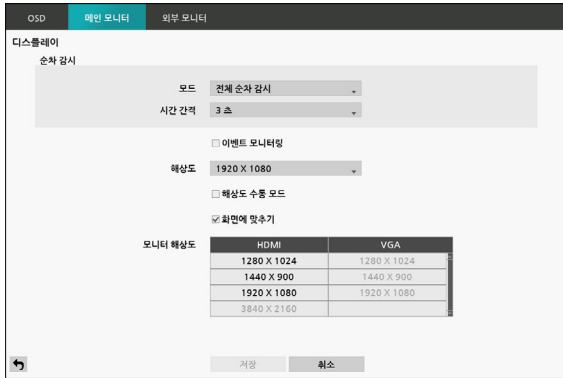 OSD 메인 모니터 외부 모니터
디스플레이
순차 감시
모드 전체 순차 감시
시간 간격 3 초
이벤트 모니터링
해상도 1920 X 1080
해상도 수동 모드
화면에 맞추기
모니터 해상도 HDMI VGA
1280 X 1024 1280 X 1024
1440 X 900 1440 X 900
1920 X 1080 1920 X 1080
3840 X 2160
저장 취소